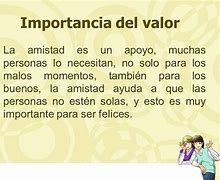 Importancia del valor
La amistad es un apoyo, muchas
personas lo necesitan, no solo para los
malos momentos, también para los
buenos, la amistad ayuda a que las
personas no estén solas, y esto es muy
importante para ser felices.